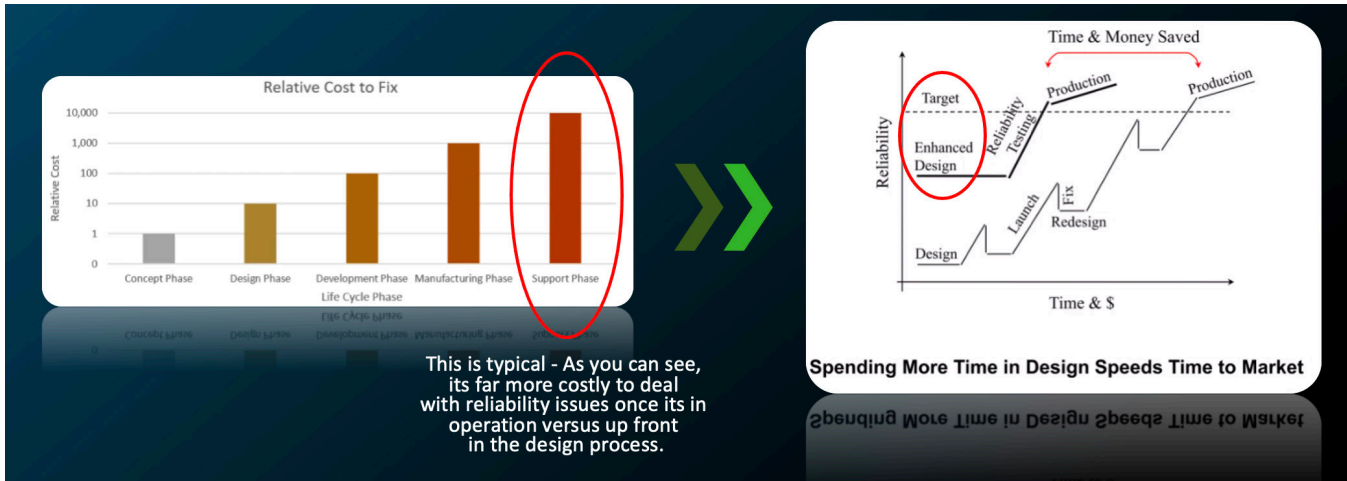 Relative Cost to Fix
Relative Cost
10,000
1,000
100
10
1
0
Concept Phase
Design Phase
Development Phase
Manufacturing Phase
Support Phase
Life Cycle Phase
This is typical - As you can see,
its far more costly to deal
with reliability issues once its in
operation versus up front
in the design process.
Time & Money Saved
Reliability
Target
Enhanced
Design
Reliability
Testing
Production
Production
Design
Launch
Fix
Redesign
Time & $
Spending More Time in Design Speeds Time to Market